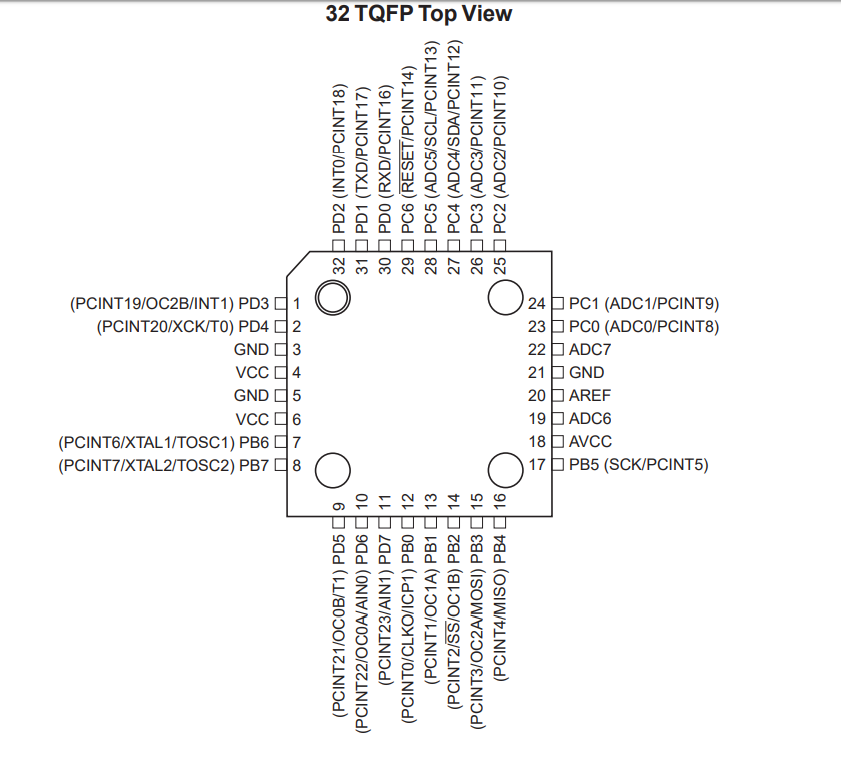 32 TQFP Top View
PD2 (INT0/PCINT18)
PD1 (TXD/PCINT17)
PD0 (RXD/PCINT16)
PC6 (RESET/PCINT14)
PC5 (ADC5/SCL/PCINT13)
PC4 (ADC4/SDA/PCINT12)
PC3 (ADC3/PCINT11)
PC2 (ADC2/PCINT10)
32
31
30
29
28
27
26
25
(PCINT19/OC2B/INT1) PD3 1
(PCINT20/XCK/T0) PD4 2
GND 3
VCC 4
GND 5
VCC 6
(PCINT6/XTAL1/TOSC1) PB6 7
(PCINT7/XTAL2/TOSC2) PB7 8
24 PC1 (ADC1/PCINT9)
23 PC0 (ADC0/PCINT8)
22 ADC7
21 GND
20 AREF
19 ADC6
18 AVCC
17 PB5 (SCK/PCINT5)
9
10
11
12
13
14
15
16
(PCINT21/OC0B/T1) PD5
(PCINT22/OC0A/AIN0) PD6
(PCINT23/AIN1) PD7
(PCINT0/CLKO/ICP1) PB0
(PCINT1/OC1A) PB1
(PCINT2/SS/OC1B) PB2
(PCINT3/OC2A/MOSI) PB3
(PCINT4/MISO) PB4